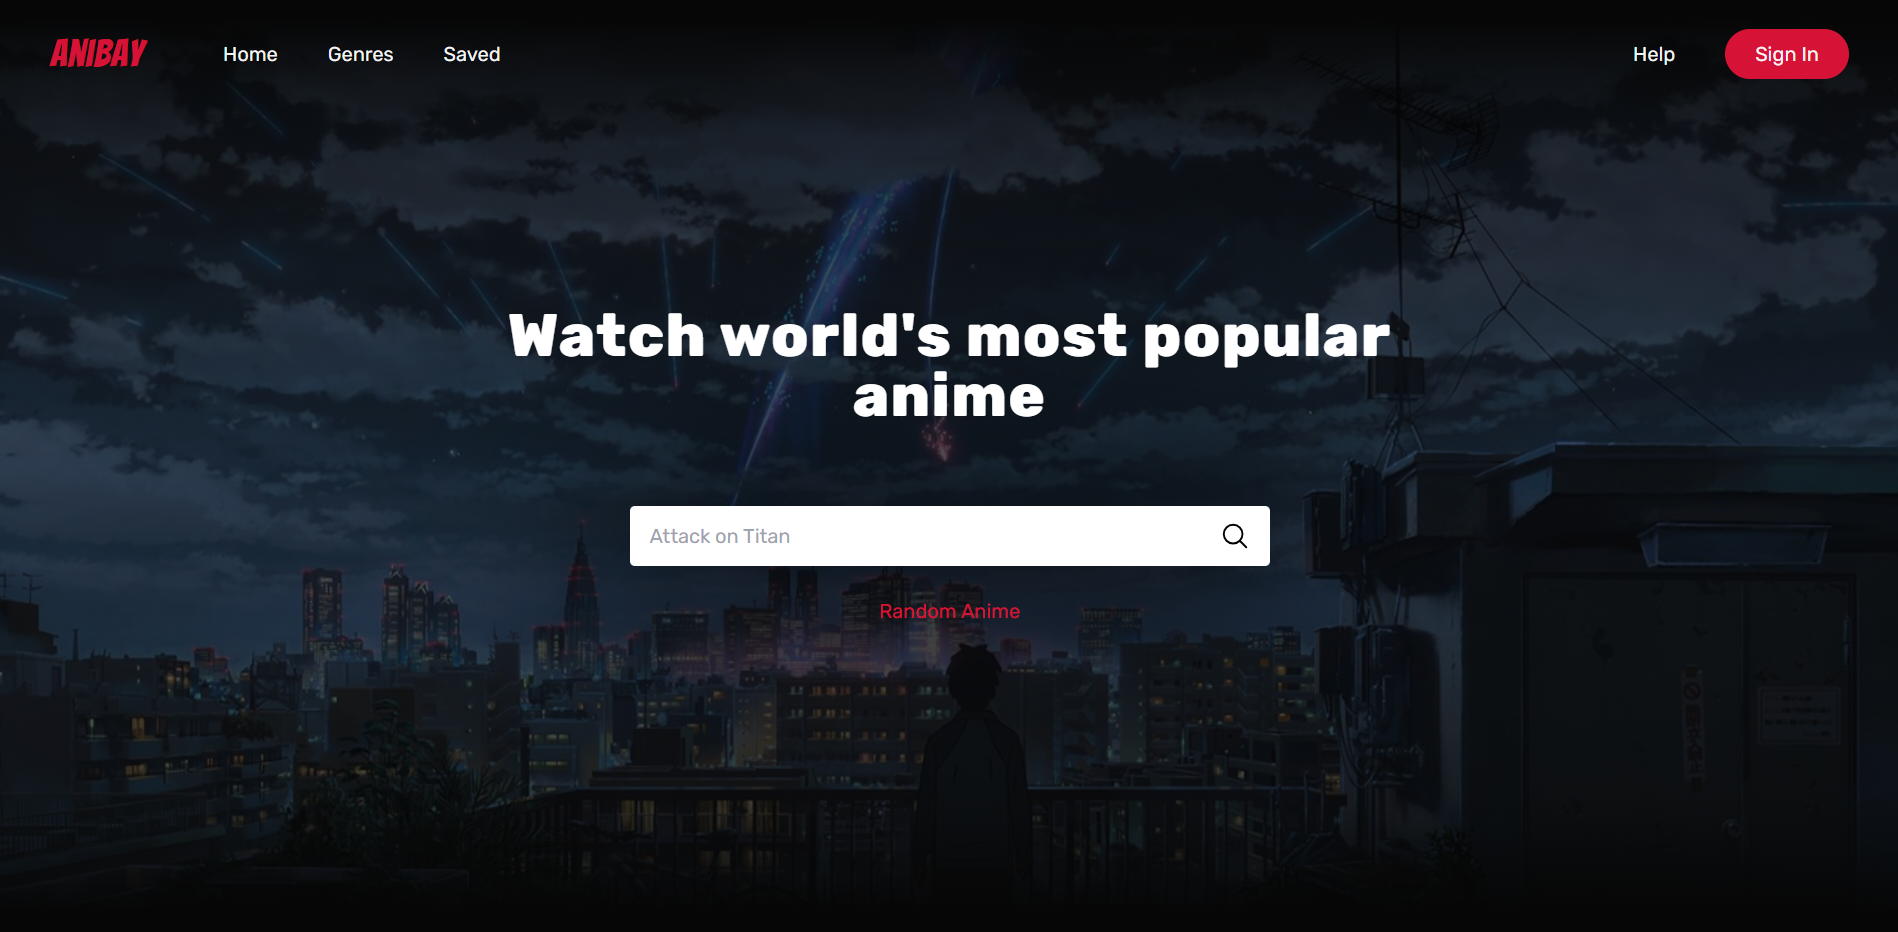 ANIBAY
Home
Genres
Saved
Help
Sign In
Watch world's most popular
anime
Attack on Titan
Random Anime